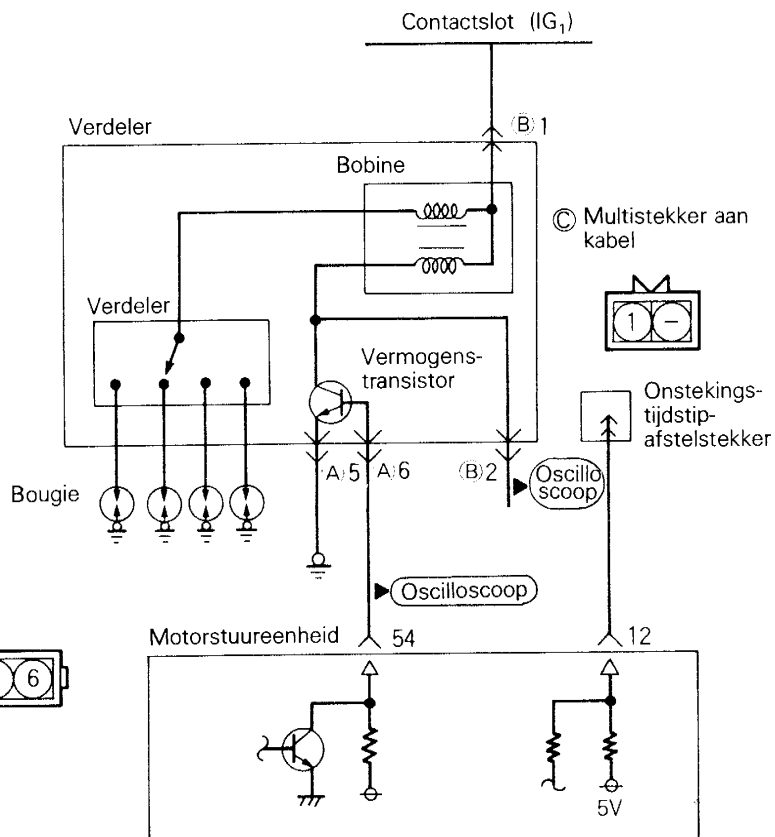 Contactslot (IG₁)
Ⓑ 1
Verdeler
Bobine
Ⓒ Multistekker aan
kabel
1 –
Verdeler
Vermogens-
transistor
Onstekings-
tijdstip-
afstelstekker
Ⓐ 5
Ⓐ 6
Ⓑ 2
Oscillo
scoop
Bougie
Oscilloscoop
Motorstuureenheid
54
12
6
5V